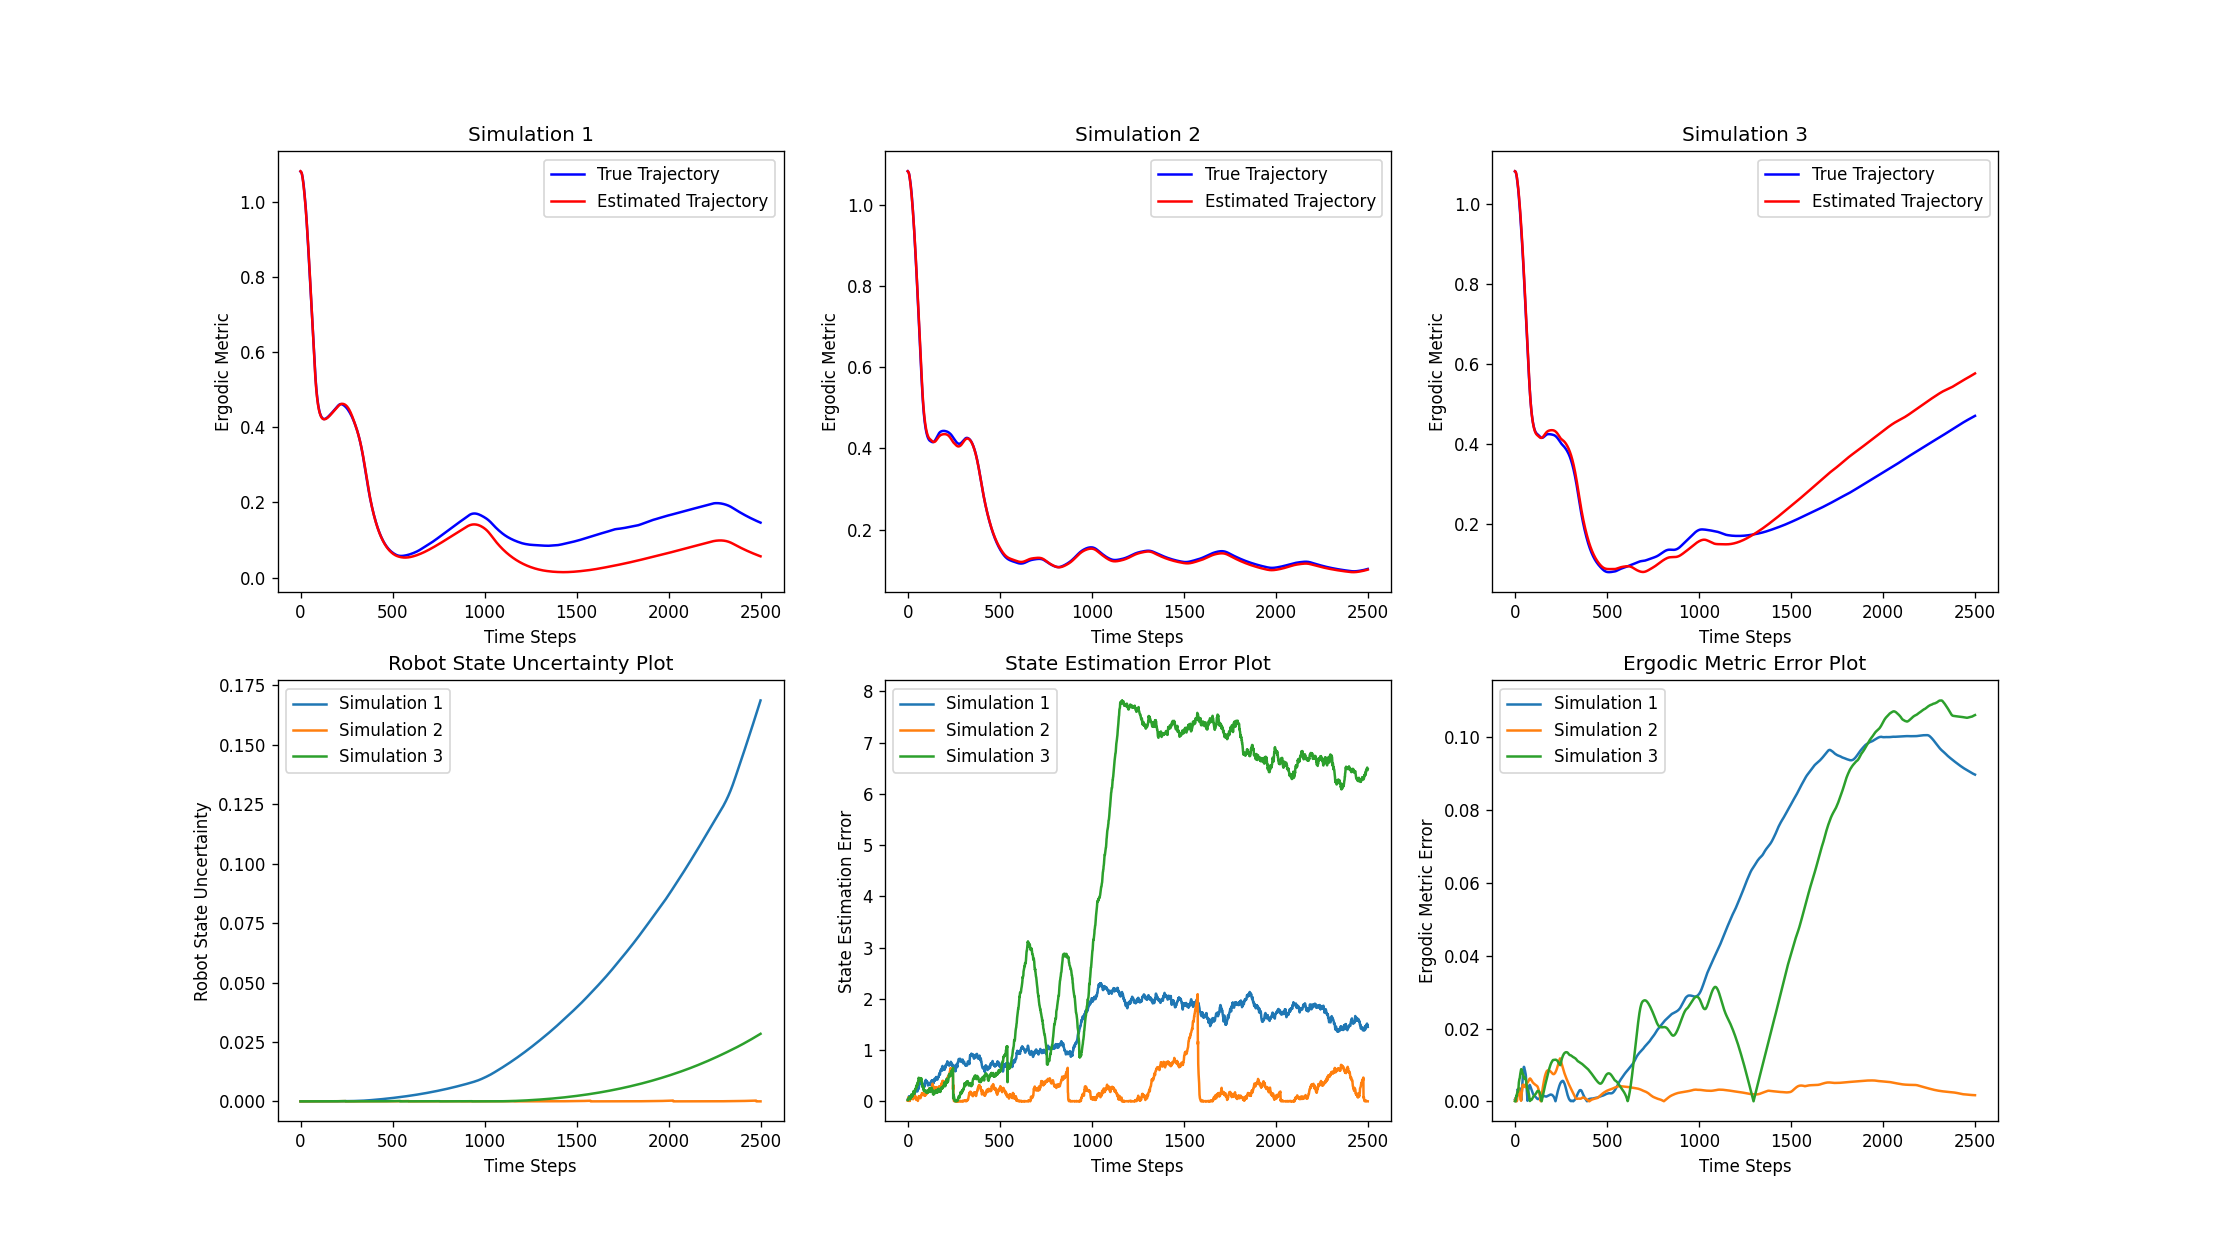 Simulation 1
True Trajectory
Estimated Trajectory
1.0
0.8
0.6
0.4
0.2
0.0
Ergodic Metric
0 500 1000 1500 2000 2500
Time Steps
Simulation 2
True Trajectory
Estimated Trajectory
1.0
0.8
0.6
0.4
0.2
Ergodic Metric
0 500 1000 1500 2000 2500
Time Steps
Simulation 3
True Trajectory
Estimated Trajectory
1.0
0.8
0.6
0.4
0.2
Ergodic Metric
0 500 1000 1500 2000 2500
Time Steps
Robot State Uncertainty Plot
Simulation 1
Simulation 2
Simulation 3
0.175
0.150
0.125
0.100
0.075
0.050
0.025
0.000
Robot State Uncertainty
0 500 1000 1500 2000 2500
Time Steps
State Estimation Error Plot
Simulation 1
Simulation 2
Simulation 3
8
7
6
5
4
3
2
1
0
State Estimation Error
0 500 1000 1500 2000 2500
Time Steps
Ergodic Metric Error Plot
Simulation 1
Simulation 2
Simulation 3
0.10
0.08
0.06
0.04
0.02
0.00
Ergodic Metric Error
0 500 1000 1500 2000 2500
Time Steps